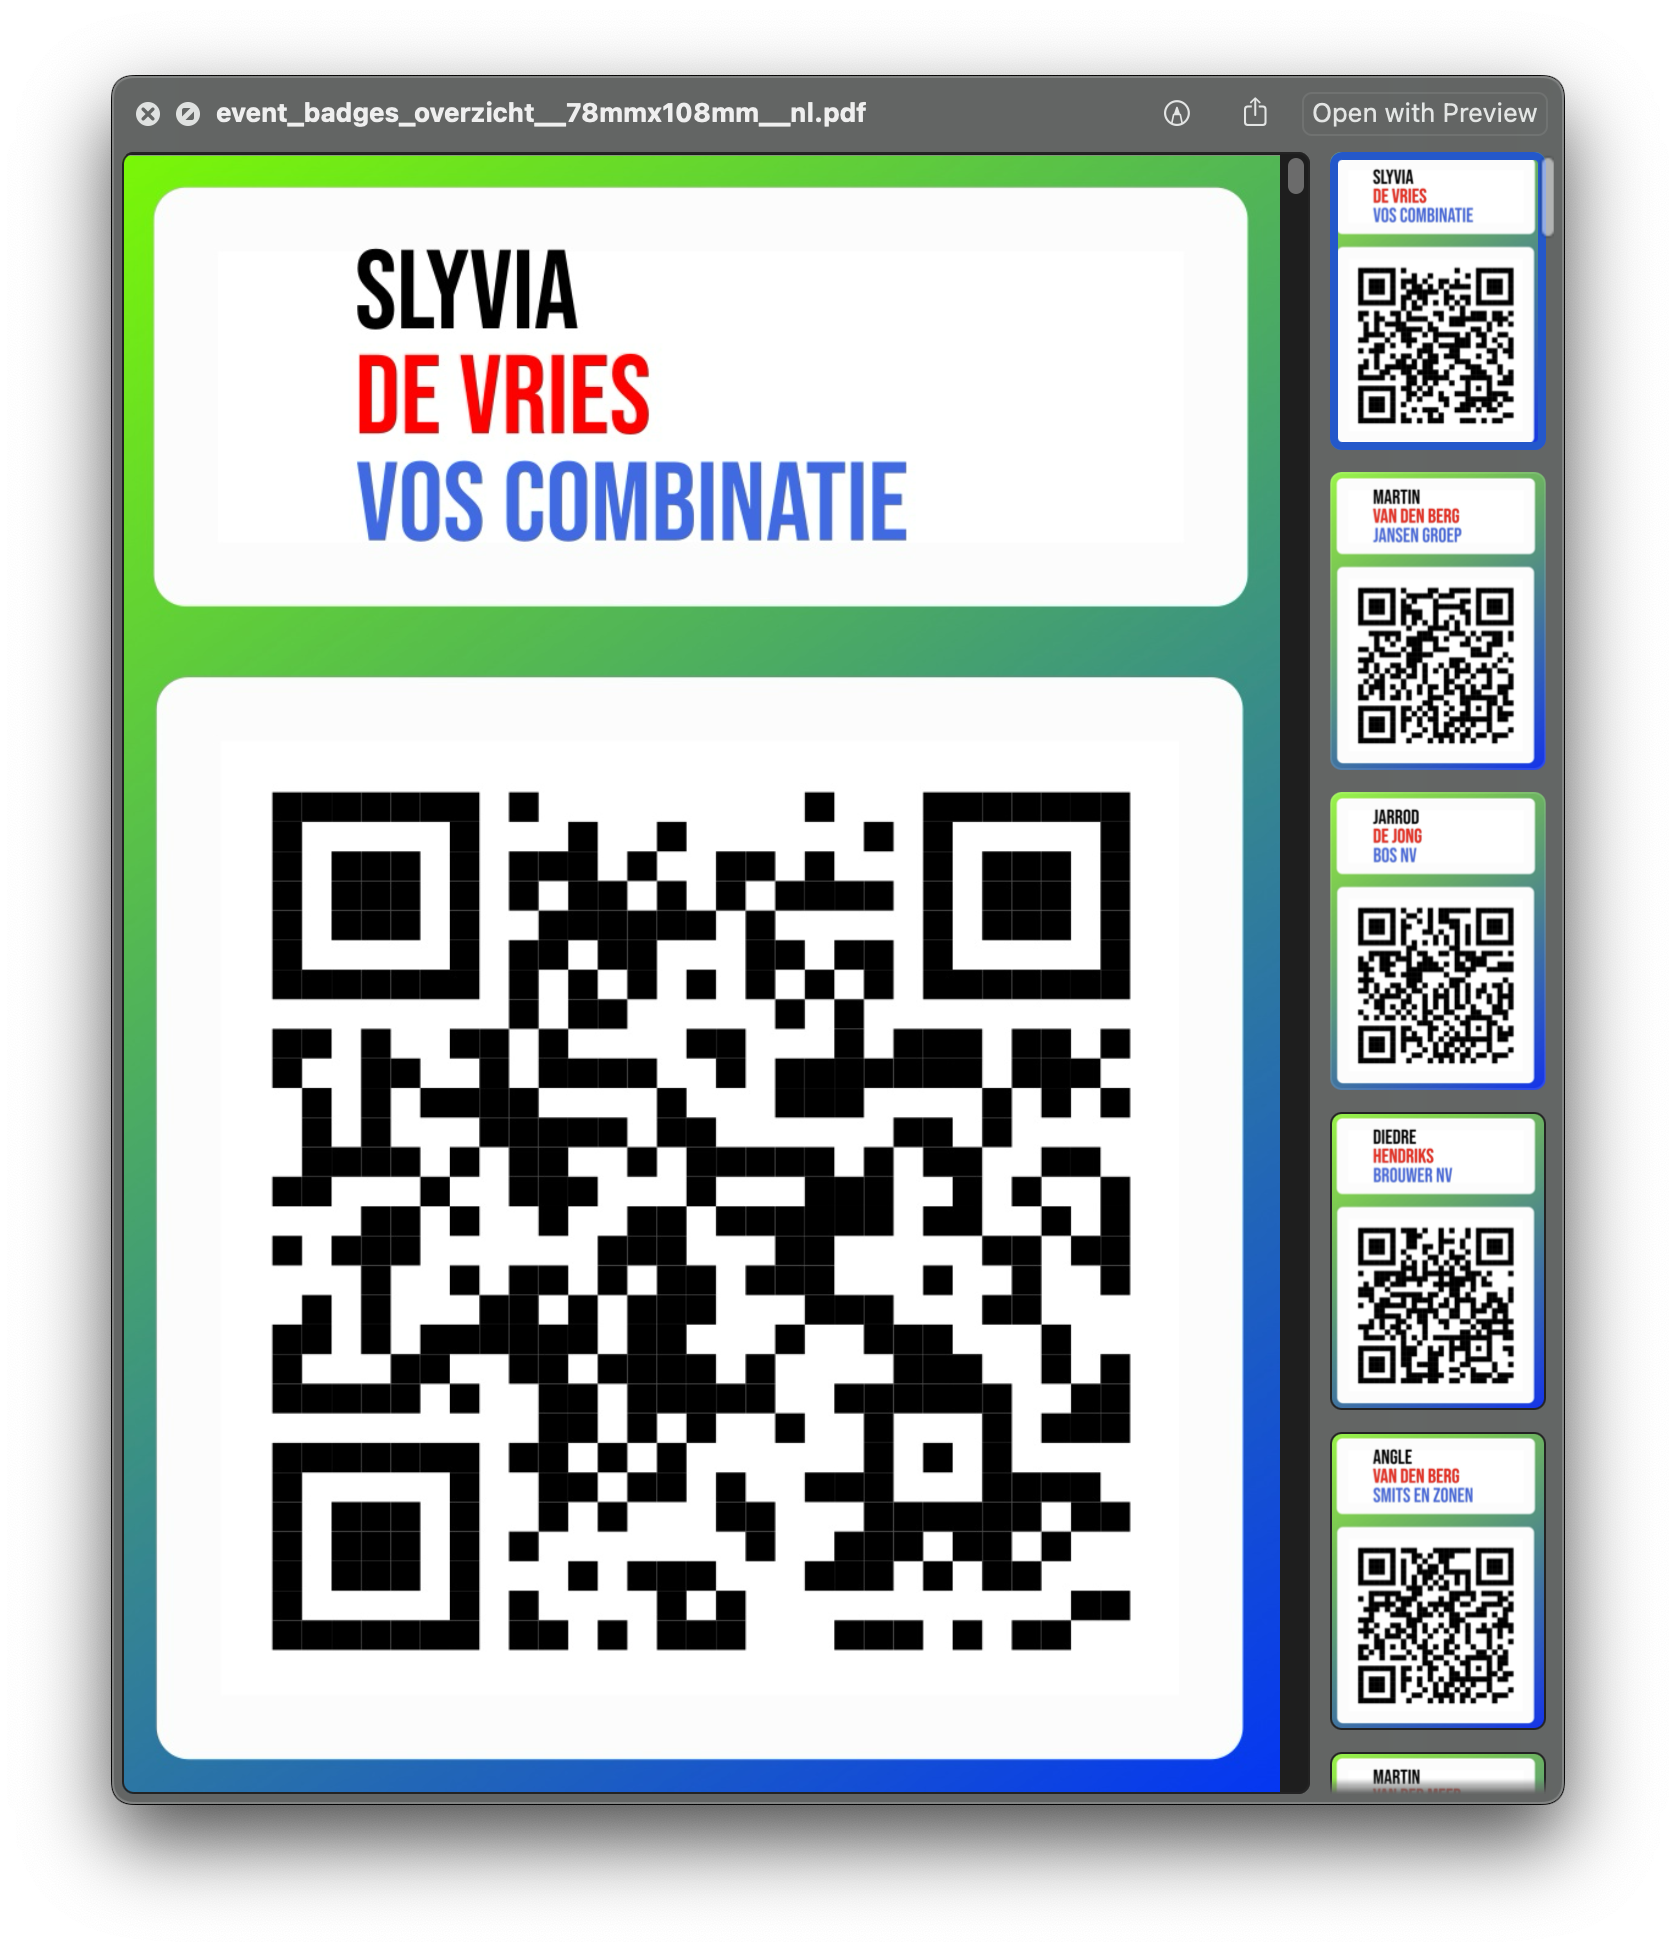 event_badges_overzicht__78mmx108mm__nl.pdf
Open with Preview
SLYVIA
DE VRIES
VOS COMBINATIE
SLYVIA
DE VRIES
VOS COMBINATIE
MARTIN
VAN DEN BERG
JANSEN GROEP
JARROD
DE JONG
BOS NV
DIEDRE
HENDRIKS
BROUWER NV
ANGLE
VAN DEN BERG
SMITS EN ZONEN
MARTIN